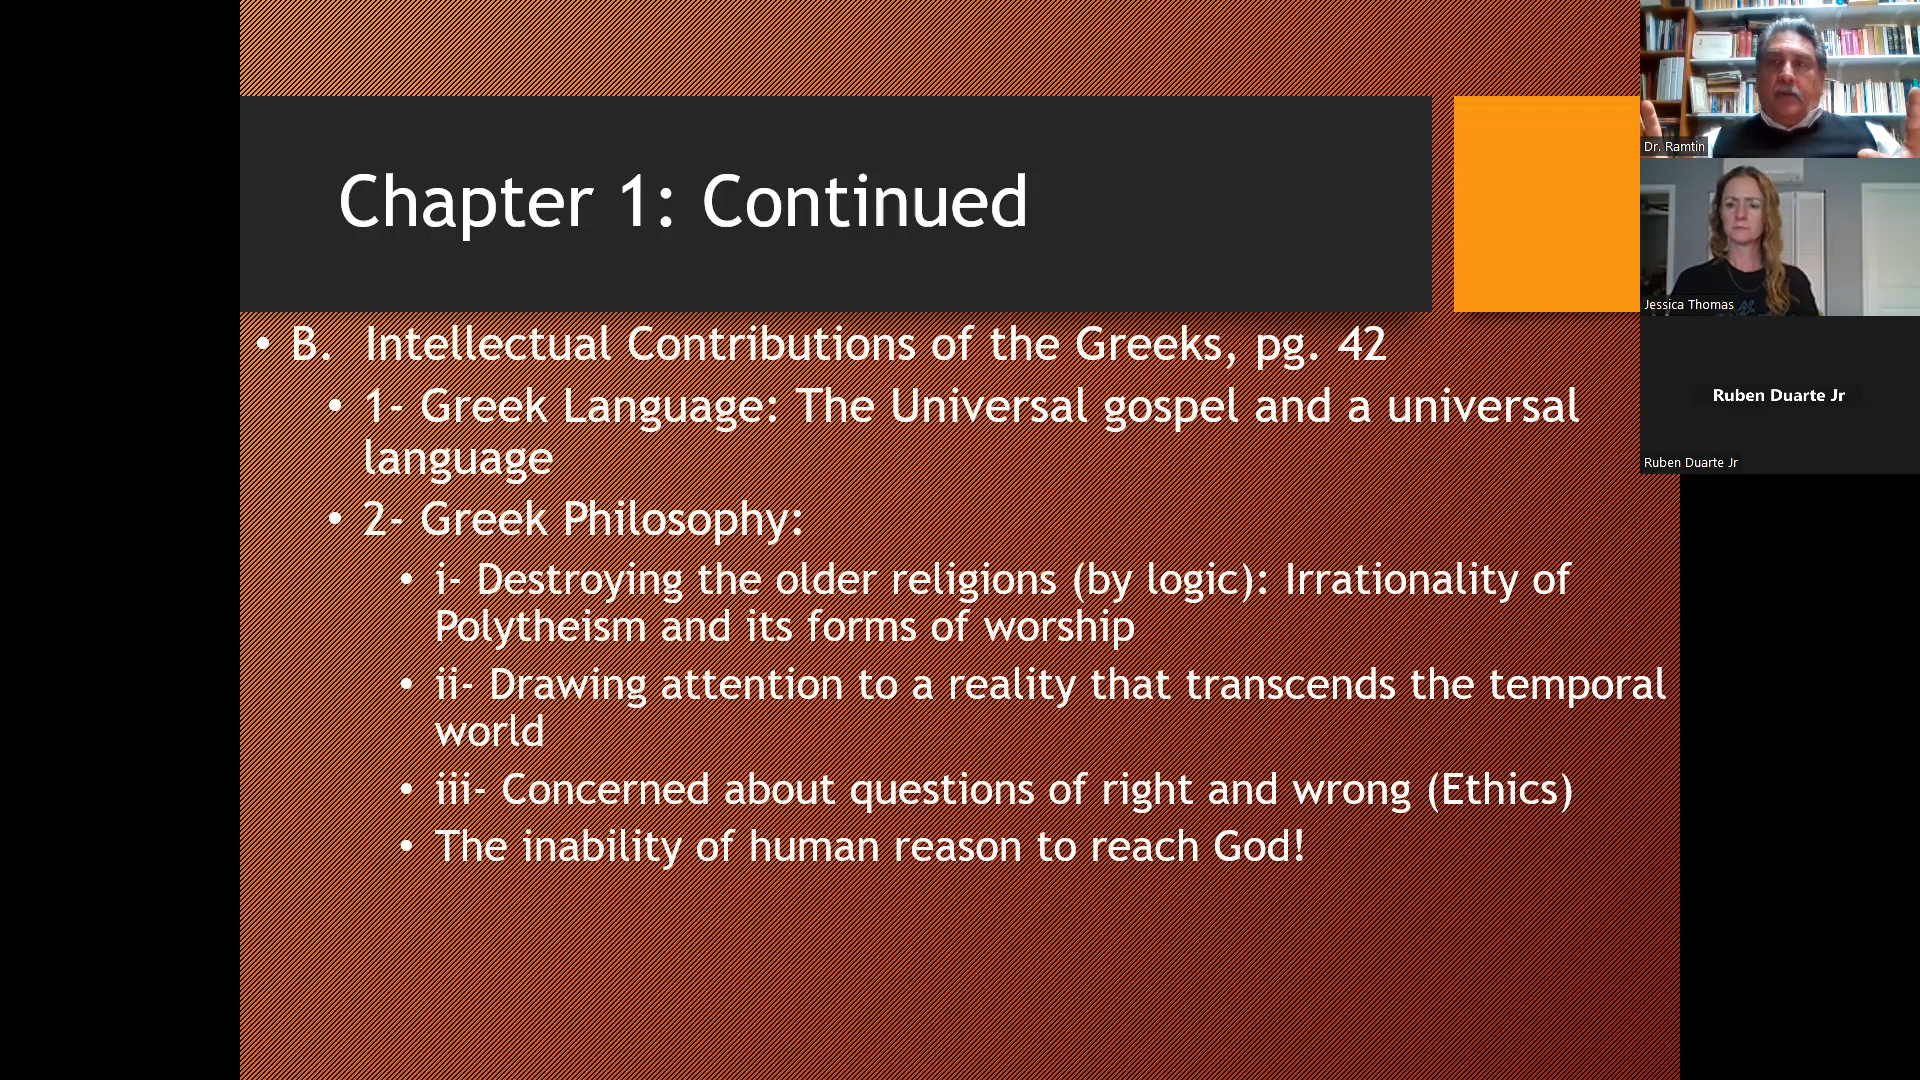 Chapter 1: Continued
• B. Intellectual Contributions of the Greeks, pg. 42
• 1- Greek Language: The Universal gospel and a universal
language
• 2- Greek Philosophy:
• i- Destroying the older religions (by logic): Irrationality of
Polytheism and its forms of worship
• ii- Drawing attention to a reality that transcends the temporal
world
• iii- Concerned about questions of right and wrong (Ethics)
• The inability of human reason to reach God!
Dr. Ramtin
Jessica Thomas
Ruben Duarte Jr
Ruben Duarte Jr